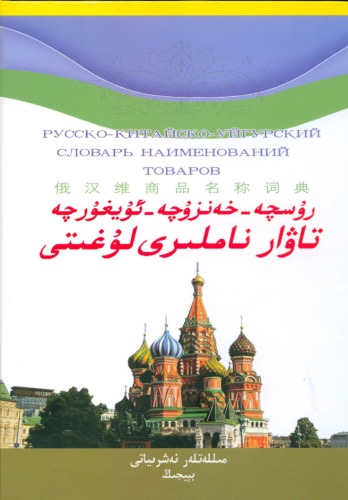 РУССКО-КИТАЙСКО-УЙГУРСКИЙ
СЛОВАРЬ НАИМЕНОВАНИЙ
ТОВАРОВ
俄汉维商品名称词典
رۇسچە - خەنزۇچە - ئۇيغۇرچە
تاۋار ناملىرى لۇغىتى
مىللەتلەر نەشرىياتى
بېيجىڭ